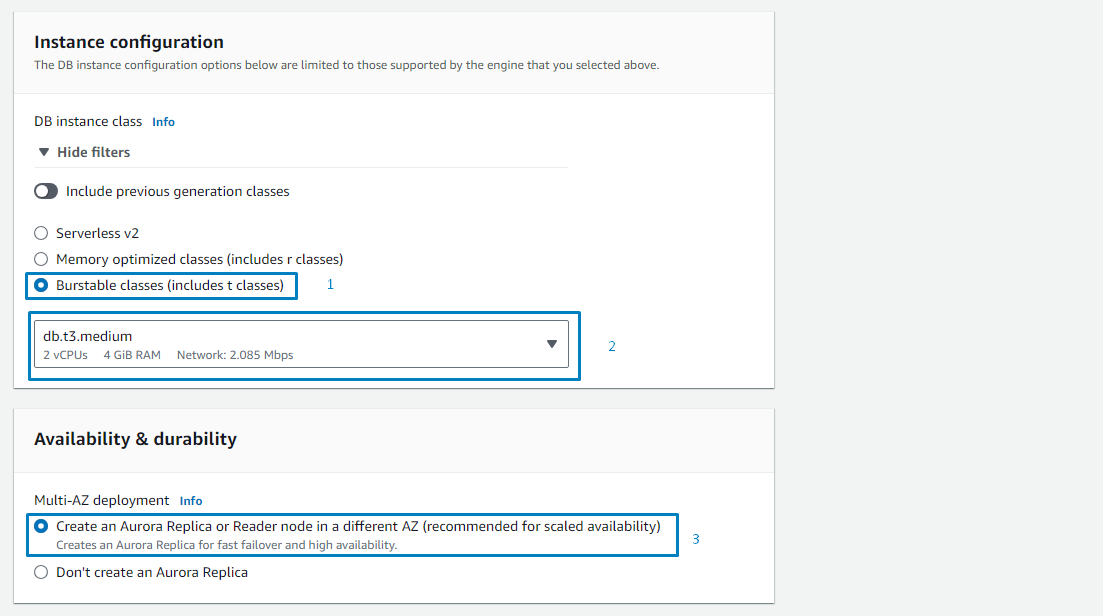 Instance configuration
The DB instance configuration options below are limited to those supported by the engine that you selected above.
DB instance class Info
Hide filters
Include previous generation classes
Serverless v2
Memory optimized classes (includes r classes)
Burstable classes (includes t classes) 1
db.t3.medium
2 vCPUs 4 GiB RAM Network: 2.085 Mbps
2
Availability & durability
Multi-AZ deployment Info
Create an Aurora Replica or Reader node in a different AZ (recommended for scaled availability)
Creates an Aurora Replica for fast failover and high availability.
3
Don't create an Aurora Replica